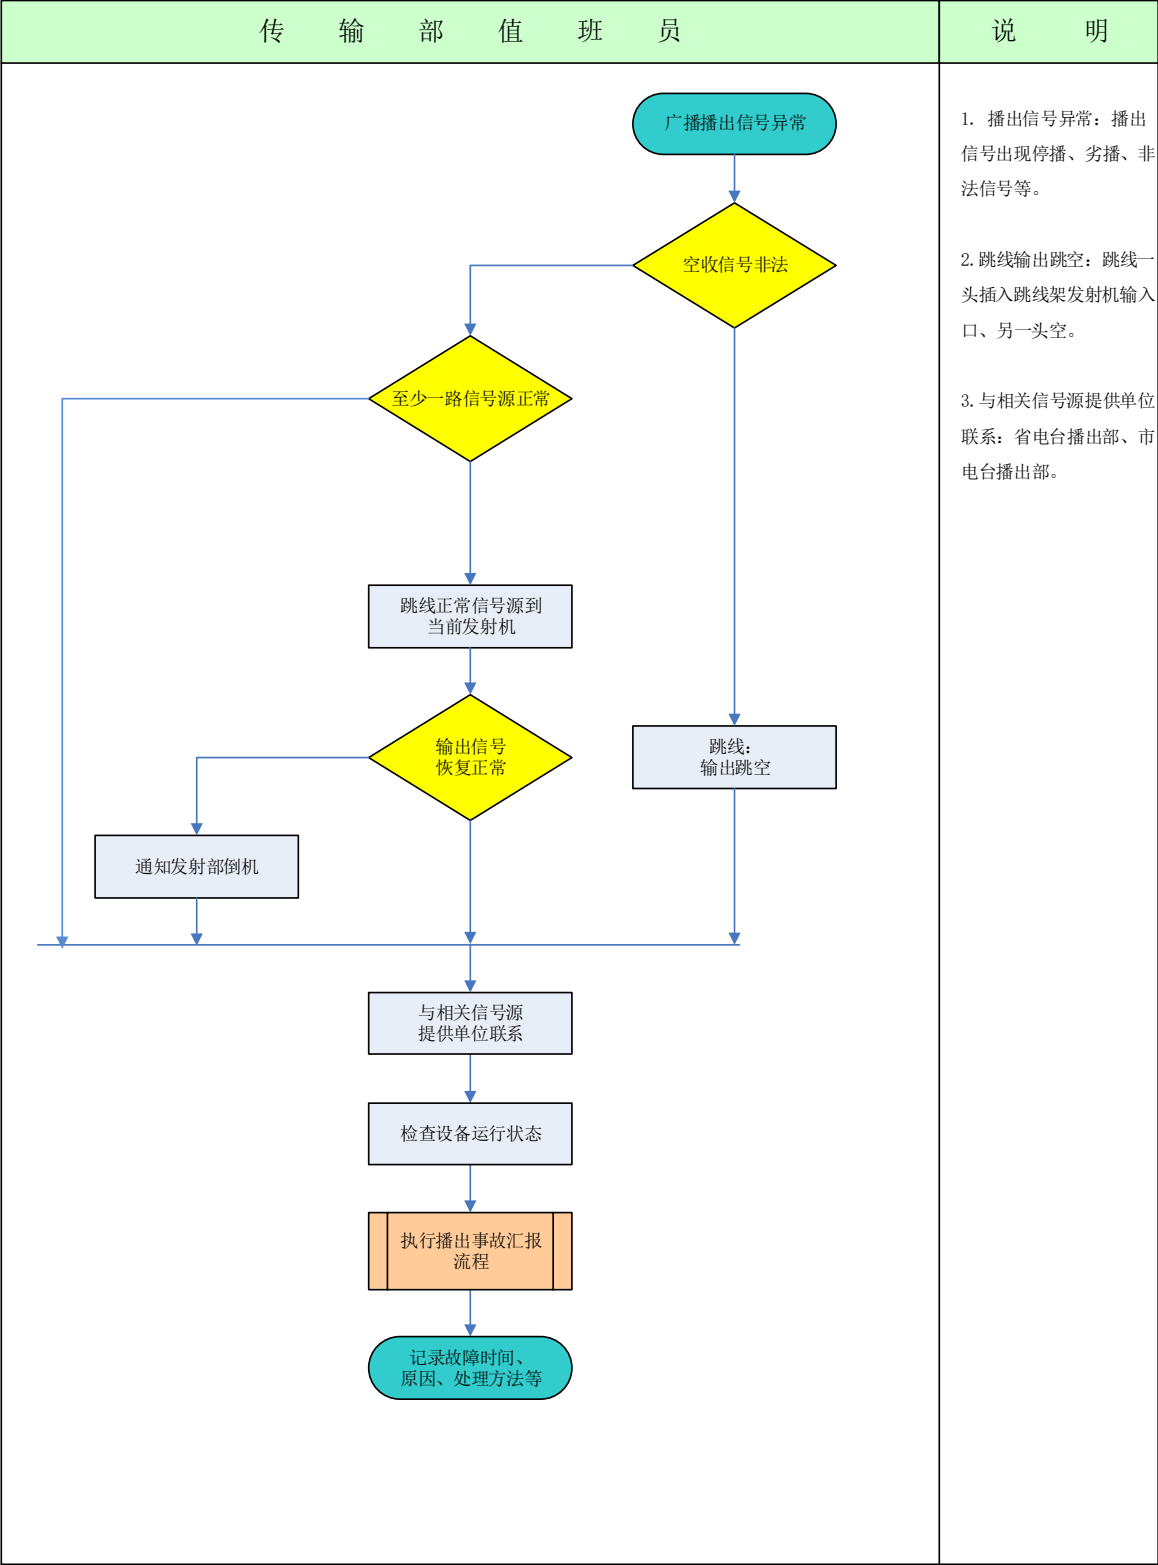 传输部值班员
说明
广播播出信号异常
空收信号非法
至少一路信号源正常
跳线正常信号源到
当前发射机
输出信号
恢复正常
跳线：
输出跳空
通知发射部倒机
与相关信号源
提供单位联系
检查设备运行状态
执行播出事故汇报
流程
记录故障时间、
原因、处理方法等
1. 播出信号异常：播出
信号出现停播、劣播、非
法信号等。
2.跳线输出跳空：跳线一
头插入跳线架发射机输入
口、另一头空。
3.与相关信号源提供单位
联系：省电台播出部、市
电台播出部。